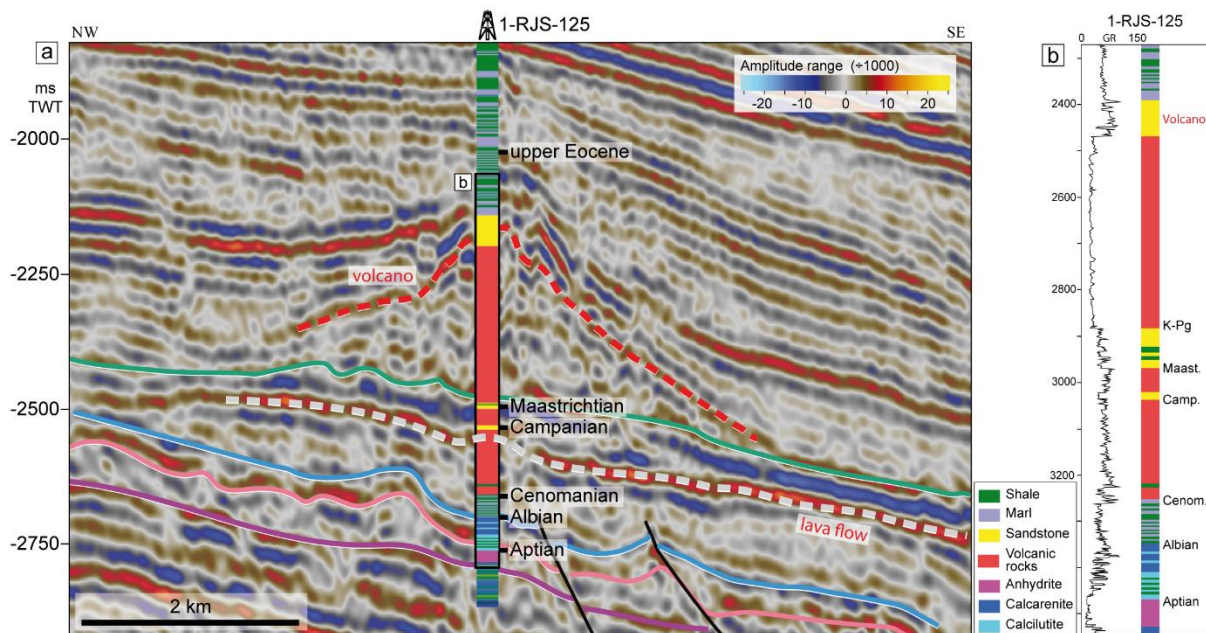 a
NW
1-RJS-125
SE
ms
TWT
-2000
-2250
-2500
-2750
Amplitude range (÷1000)
-20 -10 0 10 20
upper Eocene
b
volcano
Maastrichtian
Campanian
Cenomanian
Albian
Aptian
lava flow
2 km
Shale
Marl
Sandstone
Volcanic
rocks
Anhydrite
Calcarenite
Calcilutite
b
1-RJS-125
0 GR 150
2400
2600
2800
3000
3200
Volcano
K-Pg
Maast.
Camp.
Cenom.
Albian
Aptian